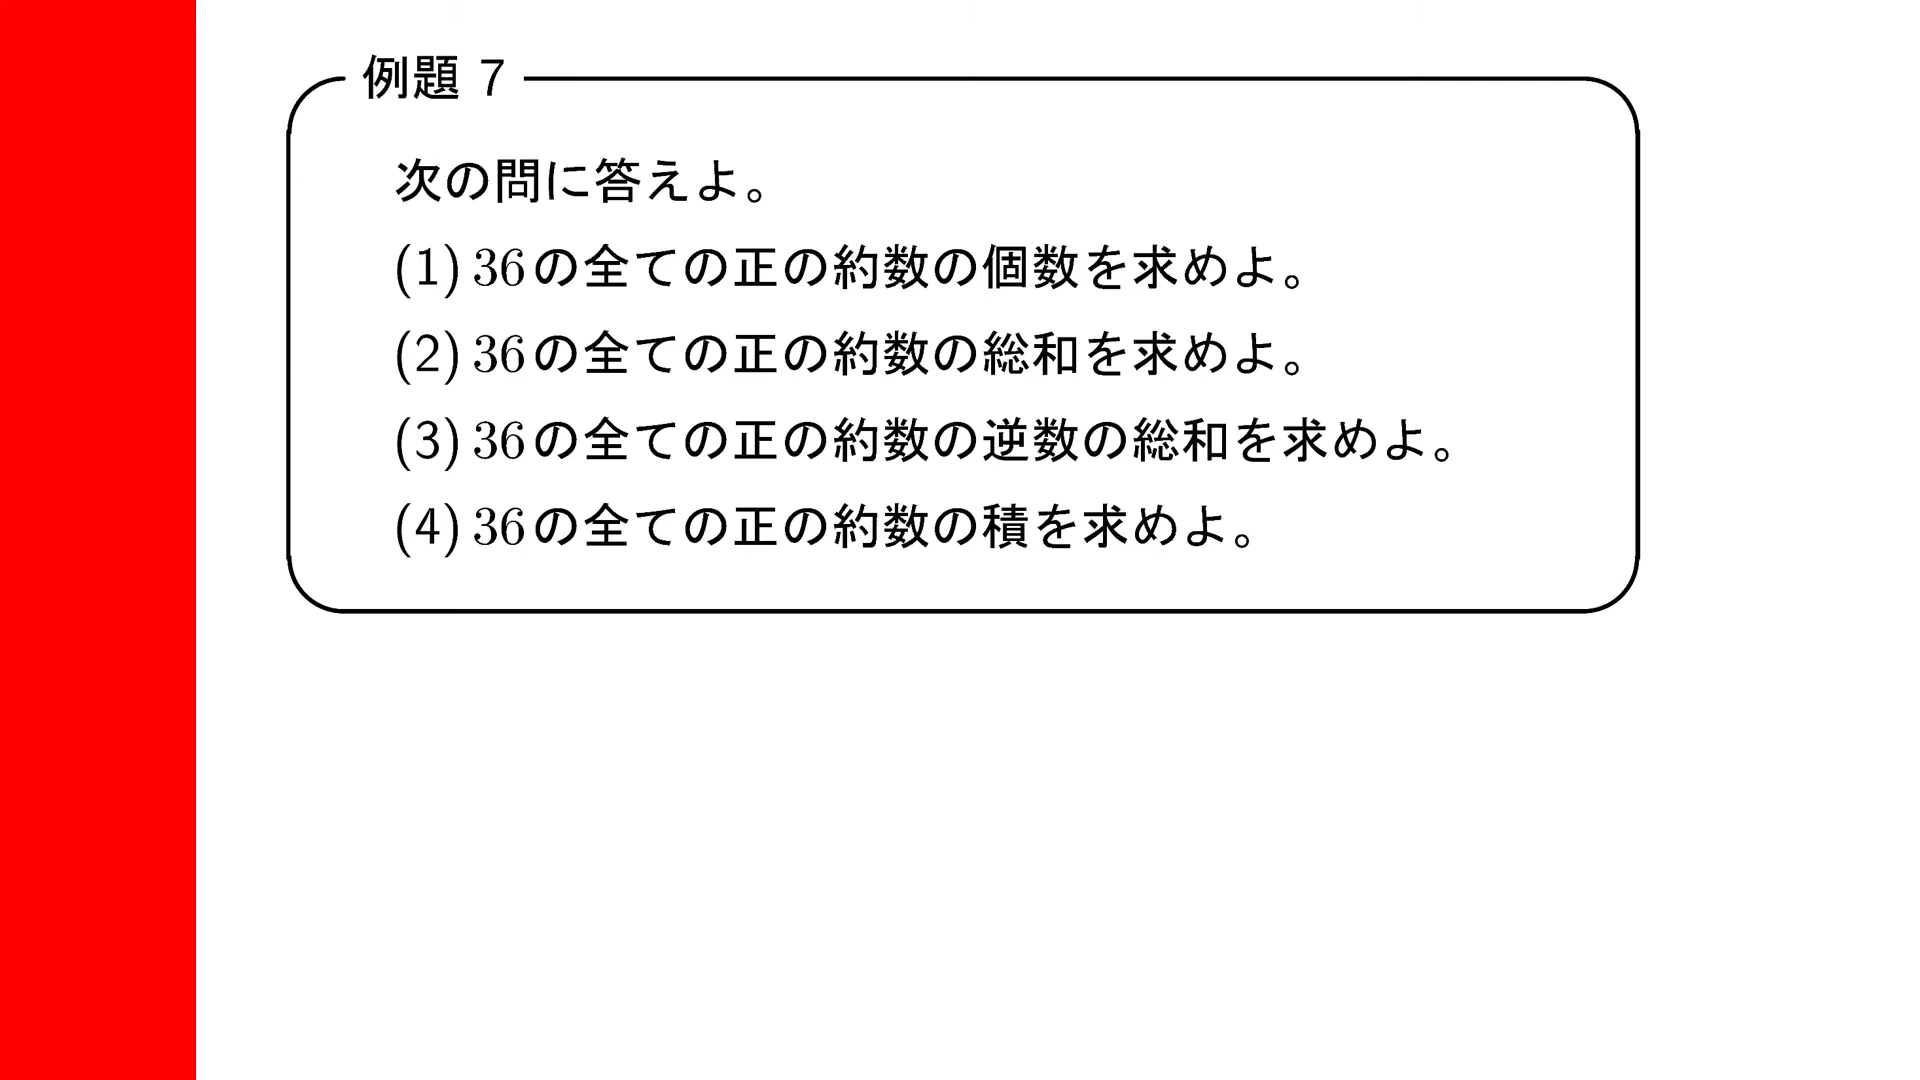 例題 7
次の問に答えよ。
(1) 36の全ての正の約数の個数を求めよ。
(2) 36の全ての正の約数の総和を求めよ。
(3) 36の全ての正の約数の逆数の総和を求めよ。
(4) 36の全ての正の約数の積を求めよ。